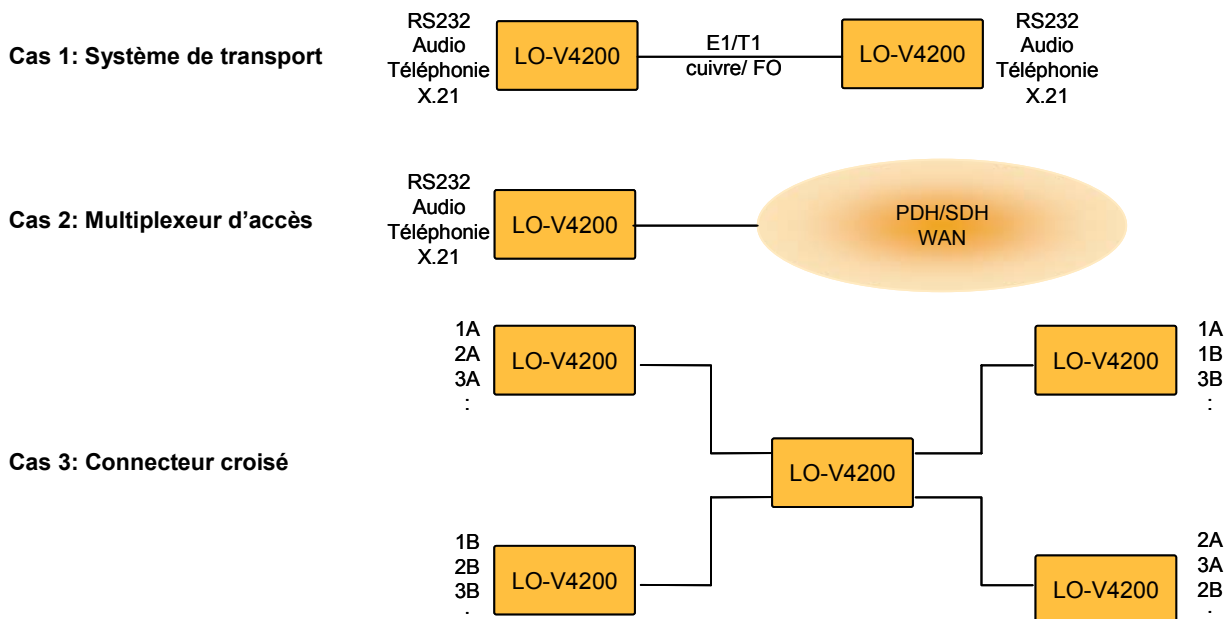 Cas 1: Système de transport
RS232
Audio
Téléphonie
X.21
LO-V4200
E1/T1
cuivre/ FO
LO-V4200
RS232
Audio
Téléphonie
X.21
Cas 2: Multiplexeur d'accès
RS232
Audio
Téléphonie
X.21
LO-V4200
PDH/SDH
WAN
Cas 3: Connecteur croisé
1A
2A
3A
:
LO-V4200
LO-V4200
1A
1B
3B
:
LO-V4200
1B
2B
3B
.
LO-V4200
LO-V4200
2A
3A
2B
.